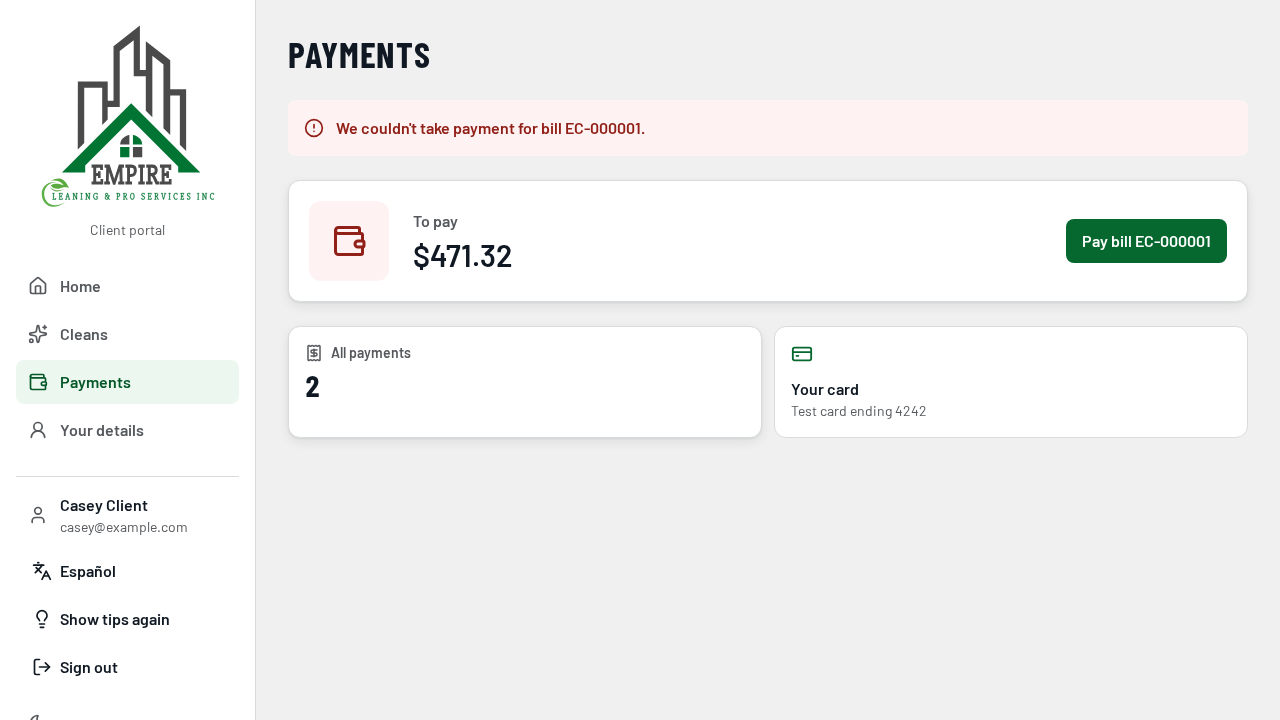 EMPIRE
LEANING & PRO SERVICES INC
Client portal
Home
Cleans
Payments
Your details
Casey Client
casey@example.com
Español
Show tips again
Sign out
PAYMENTS
We couldn't take payment for bill EC-000001.
To pay
$471.32
Pay bill EC-000001
All payments
2
Your card
Test card ending 4242